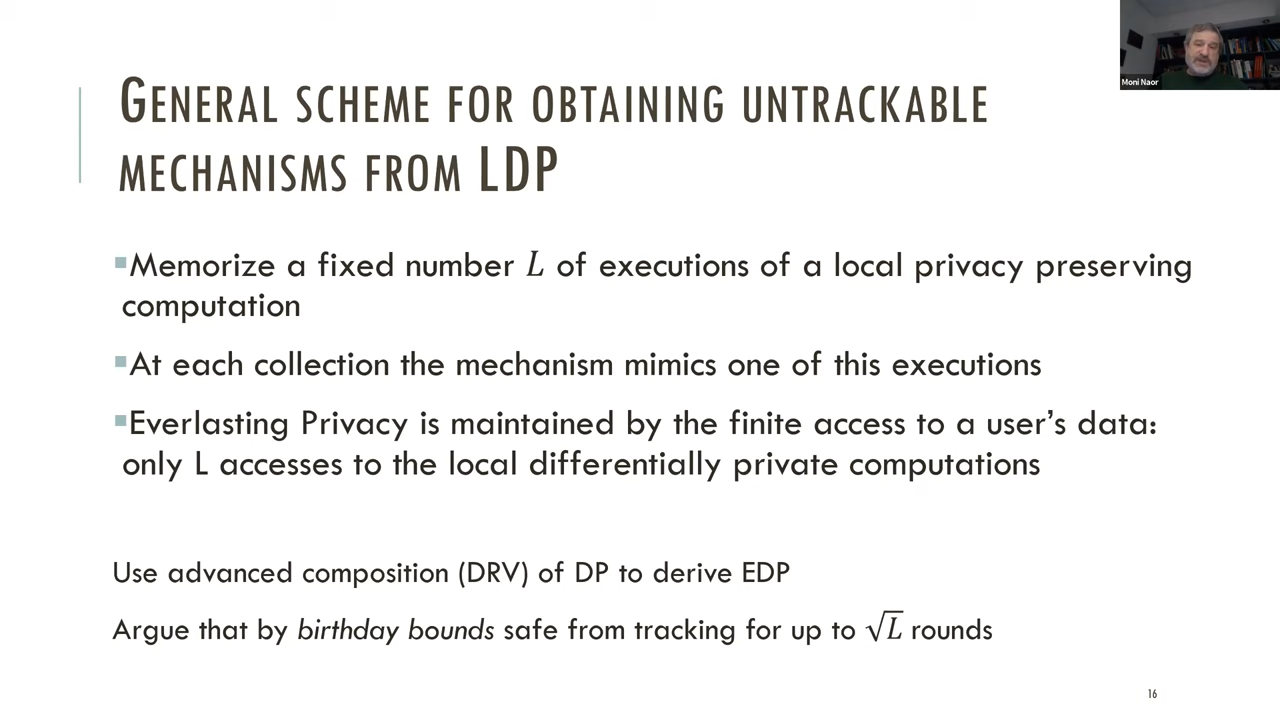 GENERAL SCHEME FOR OBTAINING UNTRACKABLE
MECHANISMS FROM LDP
▪Memorize a fixed number L of executions of a local privacy preserving
computation
▪At each collection the mechanism mimics one of this executions
▪Everlasting Privacy is maintained by the finite access to a user's data:
only L accesses to the local differentially private computations
Use advanced composition (DRV) of DP to derive EDP
Argue that by birthday bounds safe from tracking for up to √L rounds
16
Moni Naor